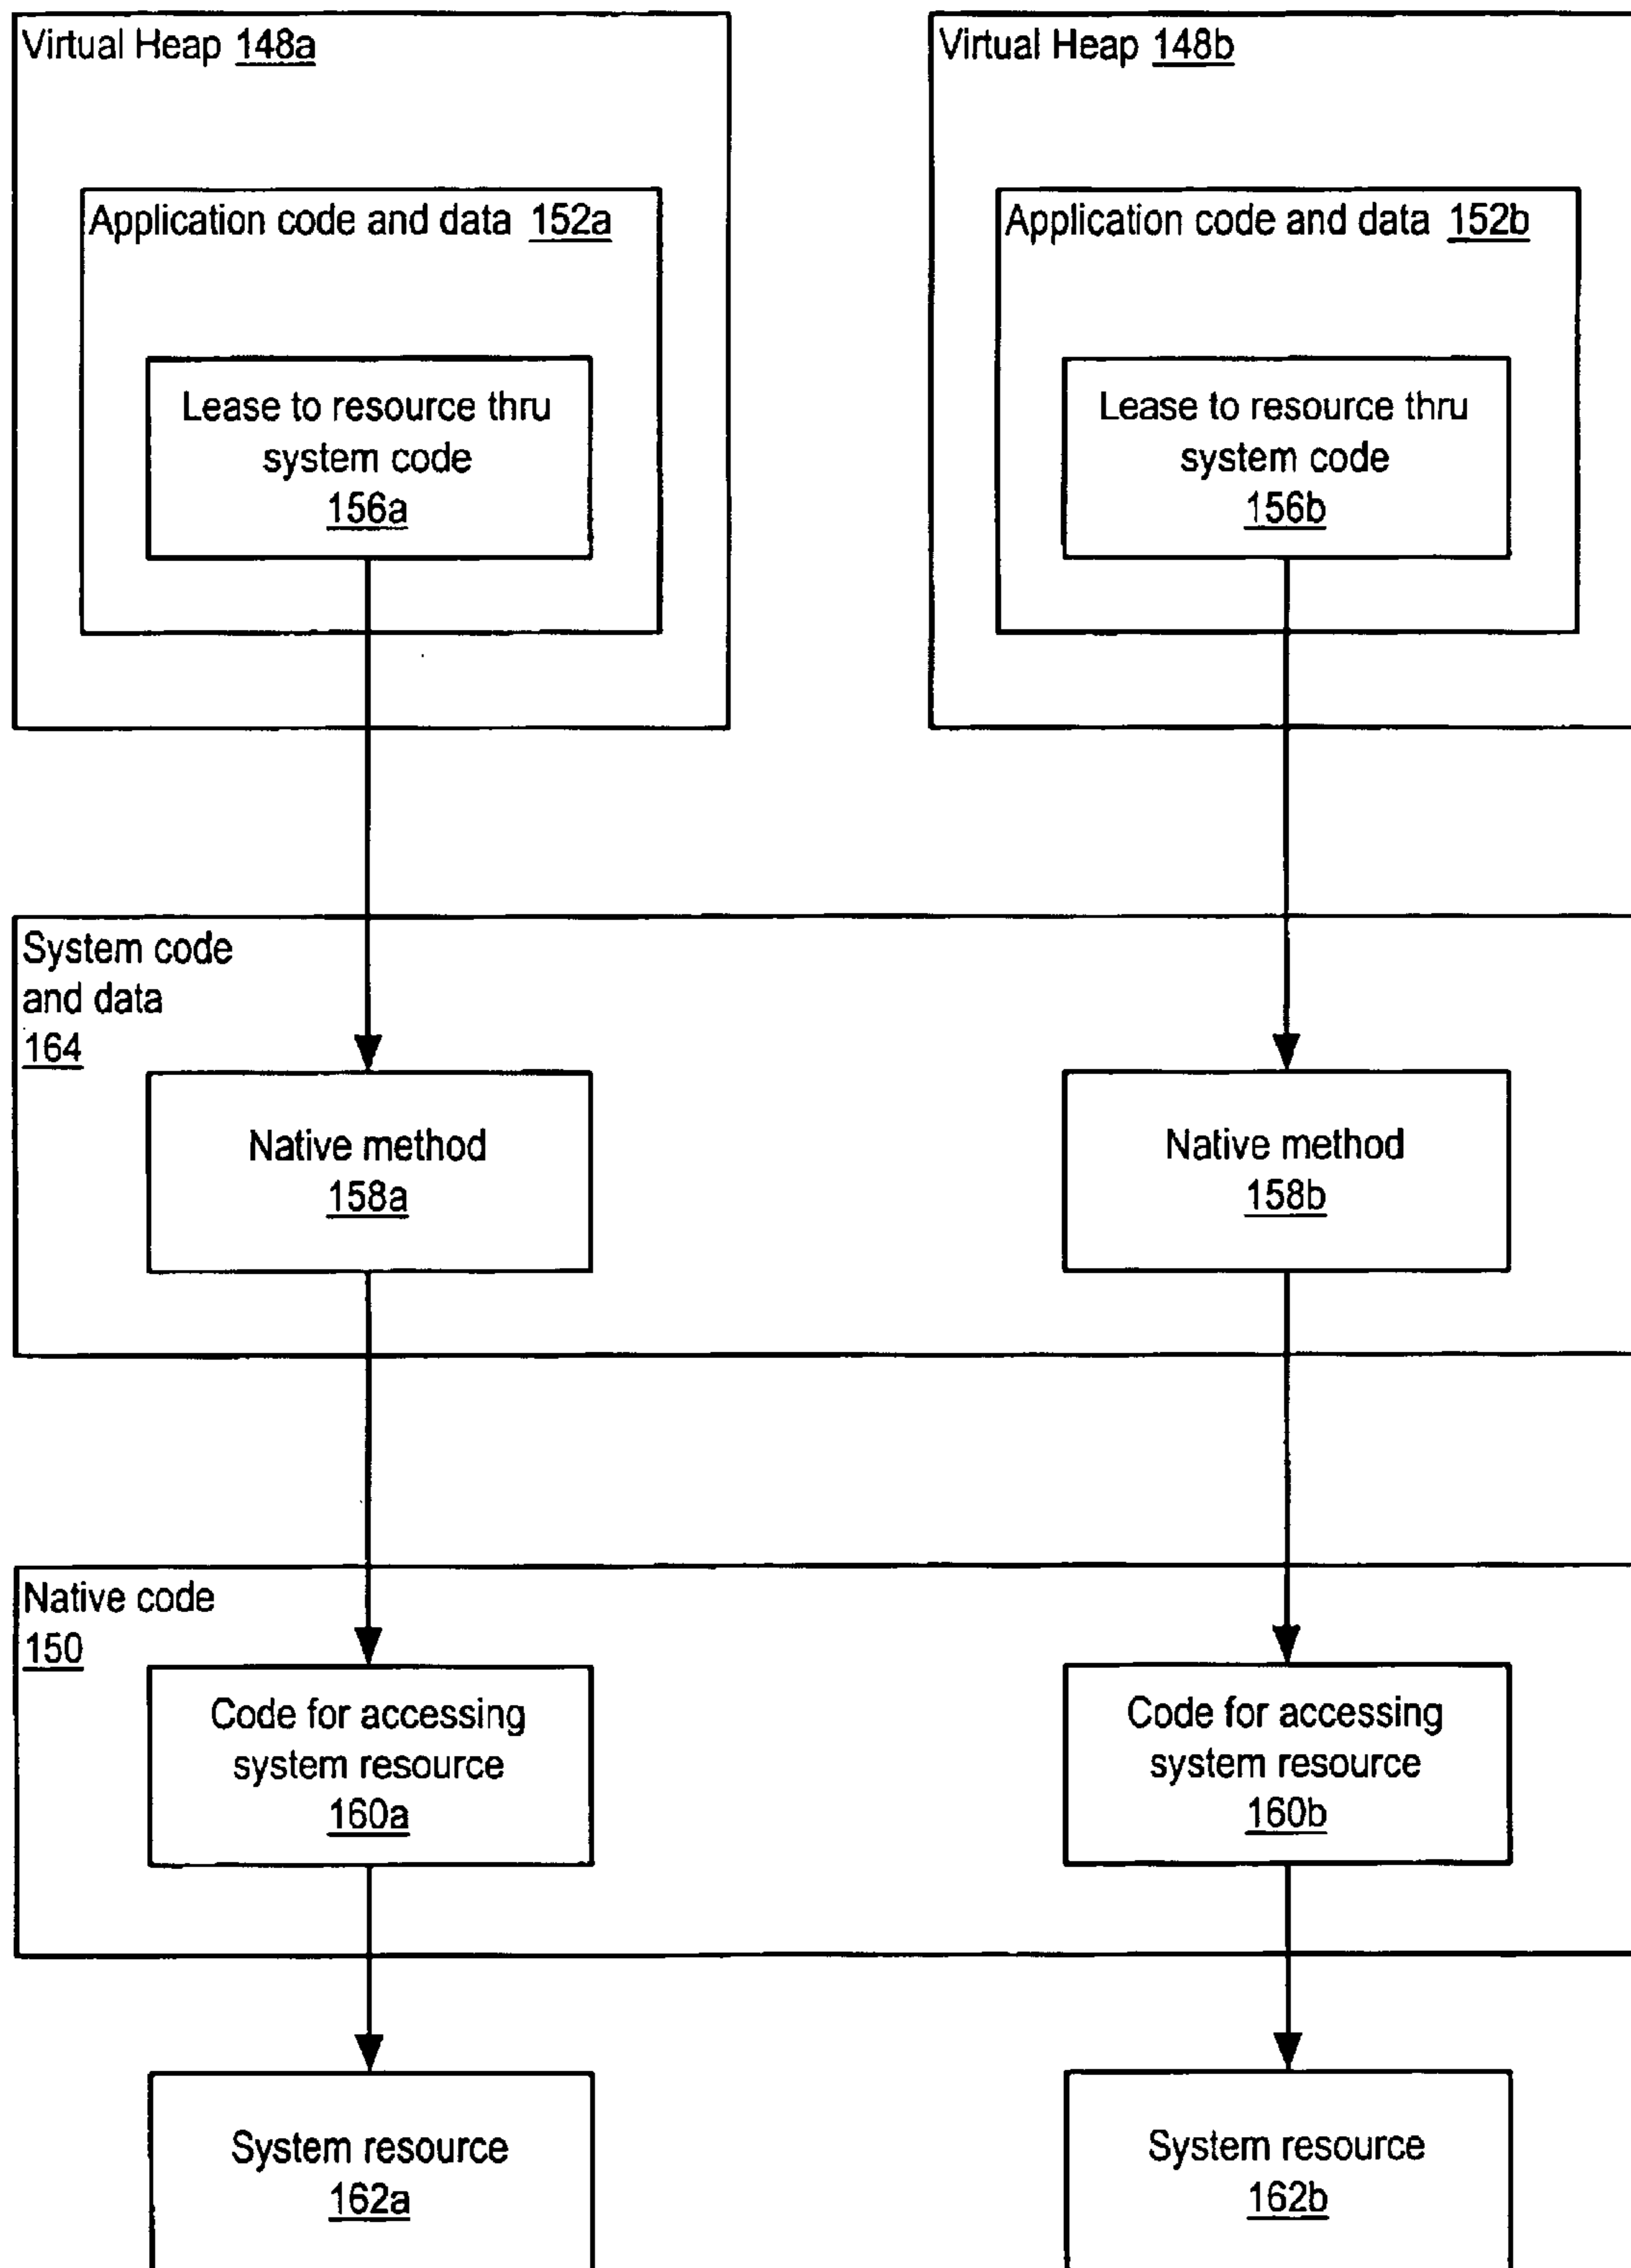 Virtual Heap 148a
Virtual Heap 148b
Application code and data 152a
Application code and data 152b
Lease to resource thru
system code
156a
Lease to resource thru
system code
156b
System code
and data
164
Native method
158a
Native method
158b
Native code
150
Code for accessing
system resource
160a
Code for accessing
system resource
160b
System resource
162a
System resource
162b